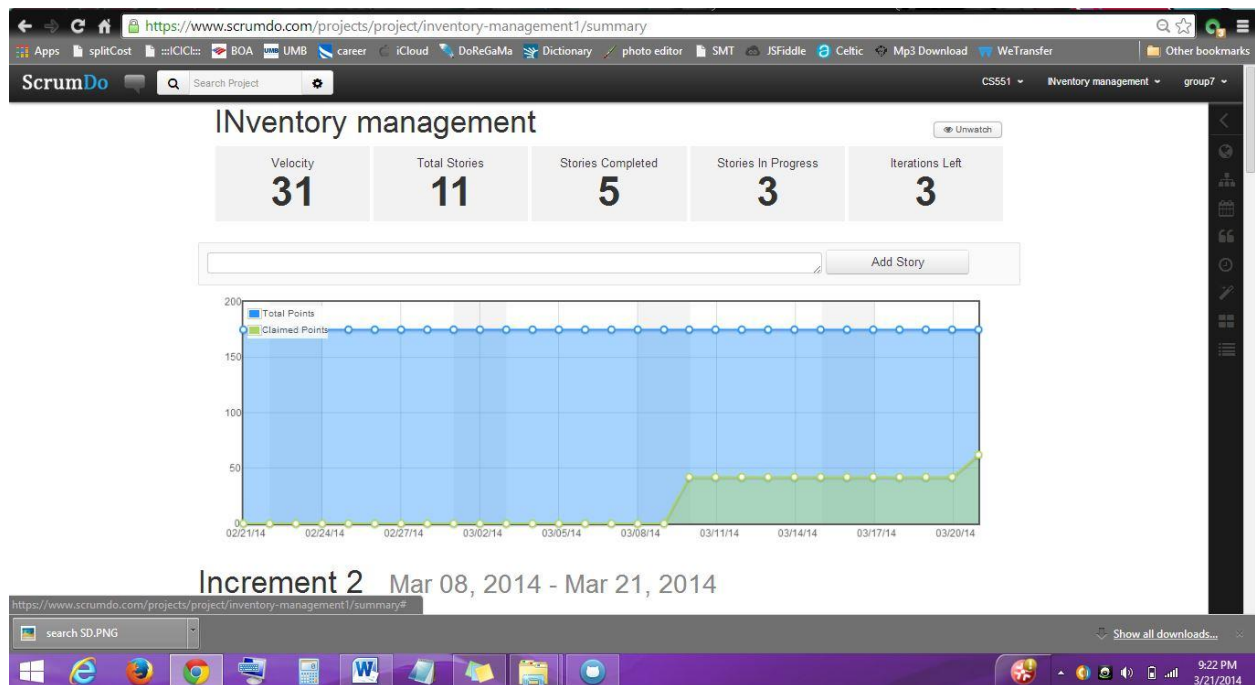 https://www.scrumdo.com/projects/project/inventory-management1/summary
Apps splitCost :::ICICI::: BOA UMB UMB career iCloud DoReGaMa Dictionary photo editor SMT JSFiddle Celtic Mp3 Download WeTransfer Other bookmarks
ScrumDo Search Project CS551 INventory management group7
INventory management
Unwatch
Velocity Total Stories Stories Completed Stories In Progress Iterations Left
31 11 5 3 3
Add Story
200
Total Points
Claimed Points
150
100
50
0
02/21/14 02/24/14 02/27/14 03/02/14 03/05/14 03/08/14 03/11/14 03/14/14 03/17/14 03/20/14
Increment 2 Mar 08, 2014 - Mar 21, 2014
https://www.scrumdo.com/projects/project/inventory-management1/summary#
search SD.PNG Show all downloads...
9:22 PM
3/21/2014